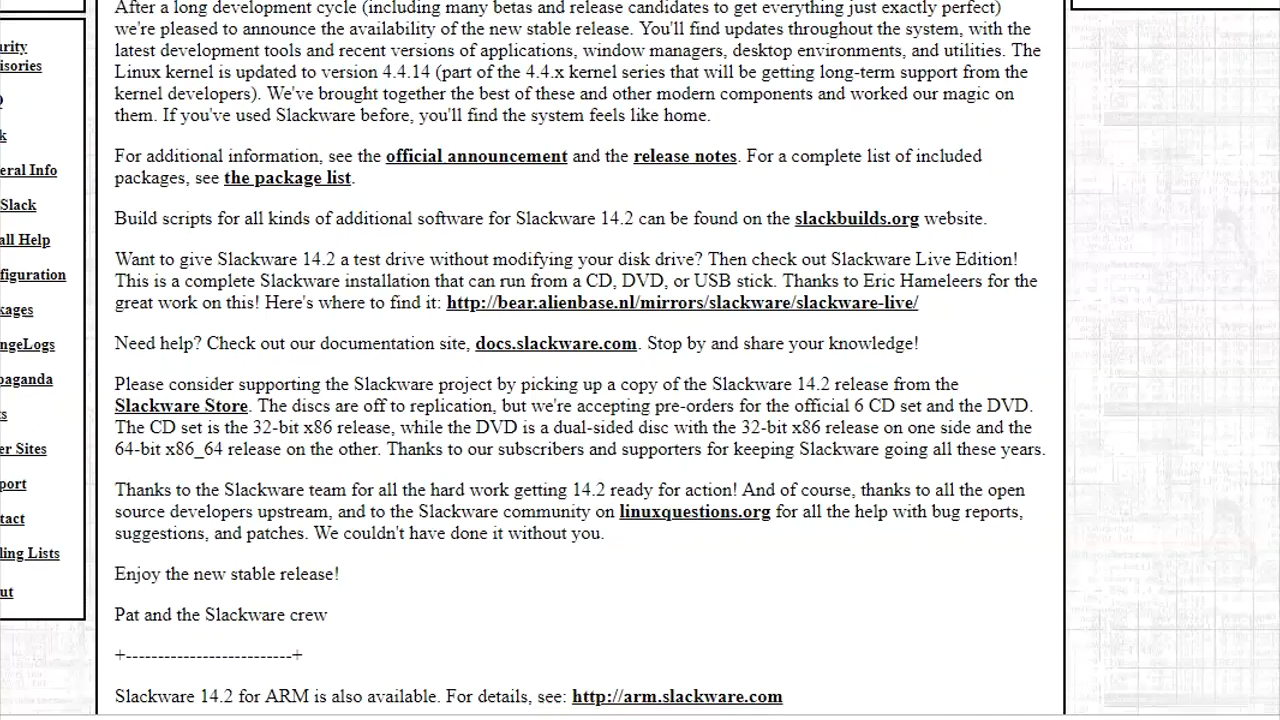 After a long development cycle (including many betas and release candidates to get everything just exactly perfect)
we're pleased to announce the availability of the new stable release. You'll find updates throughout the system, with the
latest development tools and recent versions of applications, window managers, desktop environments, and utilities. The
Linux kernel is updated to version 4.4.14 (part of the 4.4.x kernel series that will be getting long-term support from the
kernel developers). We've brought together the best of these and other modern components and worked our magic on
them. If you've used Slackware before, you'll find the system feels like home.
For additional information, see the official announcement and the release notes. For a complete list of included
packages, see the package list.
Build scripts for all kinds of additional software for Slackware 14.2 can be found on the slackbuilds.org website.
Want to give Slackware 14.2 a test drive without modifying your disk drive? Then check out Slackware Live Edition!
This is a complete Slackware installation that can run from a CD, DVD, or USB stick. Thanks to Eric Hameleers for the
great work on this! Here's where to find it: http://bear.alienbase.nl/mirrors/slackware/slackware-live/
Need help? Check out our documentation site, docs.slackware.com. Stop by and share your knowledge!
Please consider supporting the Slackware project by picking up a copy of the Slackware 14.2 release from the
Slackware Store. The discs are off to replication, but we're accepting pre-orders for the official 6 CD set and the DVD.
The CD set is the 32-bit x86 release, while the DVD is a dual-sided disc with the 32-bit x86 release on one side and the
64-bit x86_64 release on the other. Thanks to our subscribers and supporters for keeping Slackware going all these years.
Thanks to the Slackware team for all the hard work getting 14.2 ready for action! And of course, thanks to all the open
source developers upstream, and to the Slackware community on linuxquestions.org for all the help with bug reports,
suggestions, and patches. We couldn't have done it without you.
Enjoy the new stable release!
Pat and the Slackware crew
+--------------------------+
Slackware 14.2 for ARM is also available. For details, see: http://arm.slackware.com
urity
isories
k
eral Info
Slack
all Help
figuration
kages
ngeLogs
paganda
s
er Sites
port
tact
ling Lists
ut